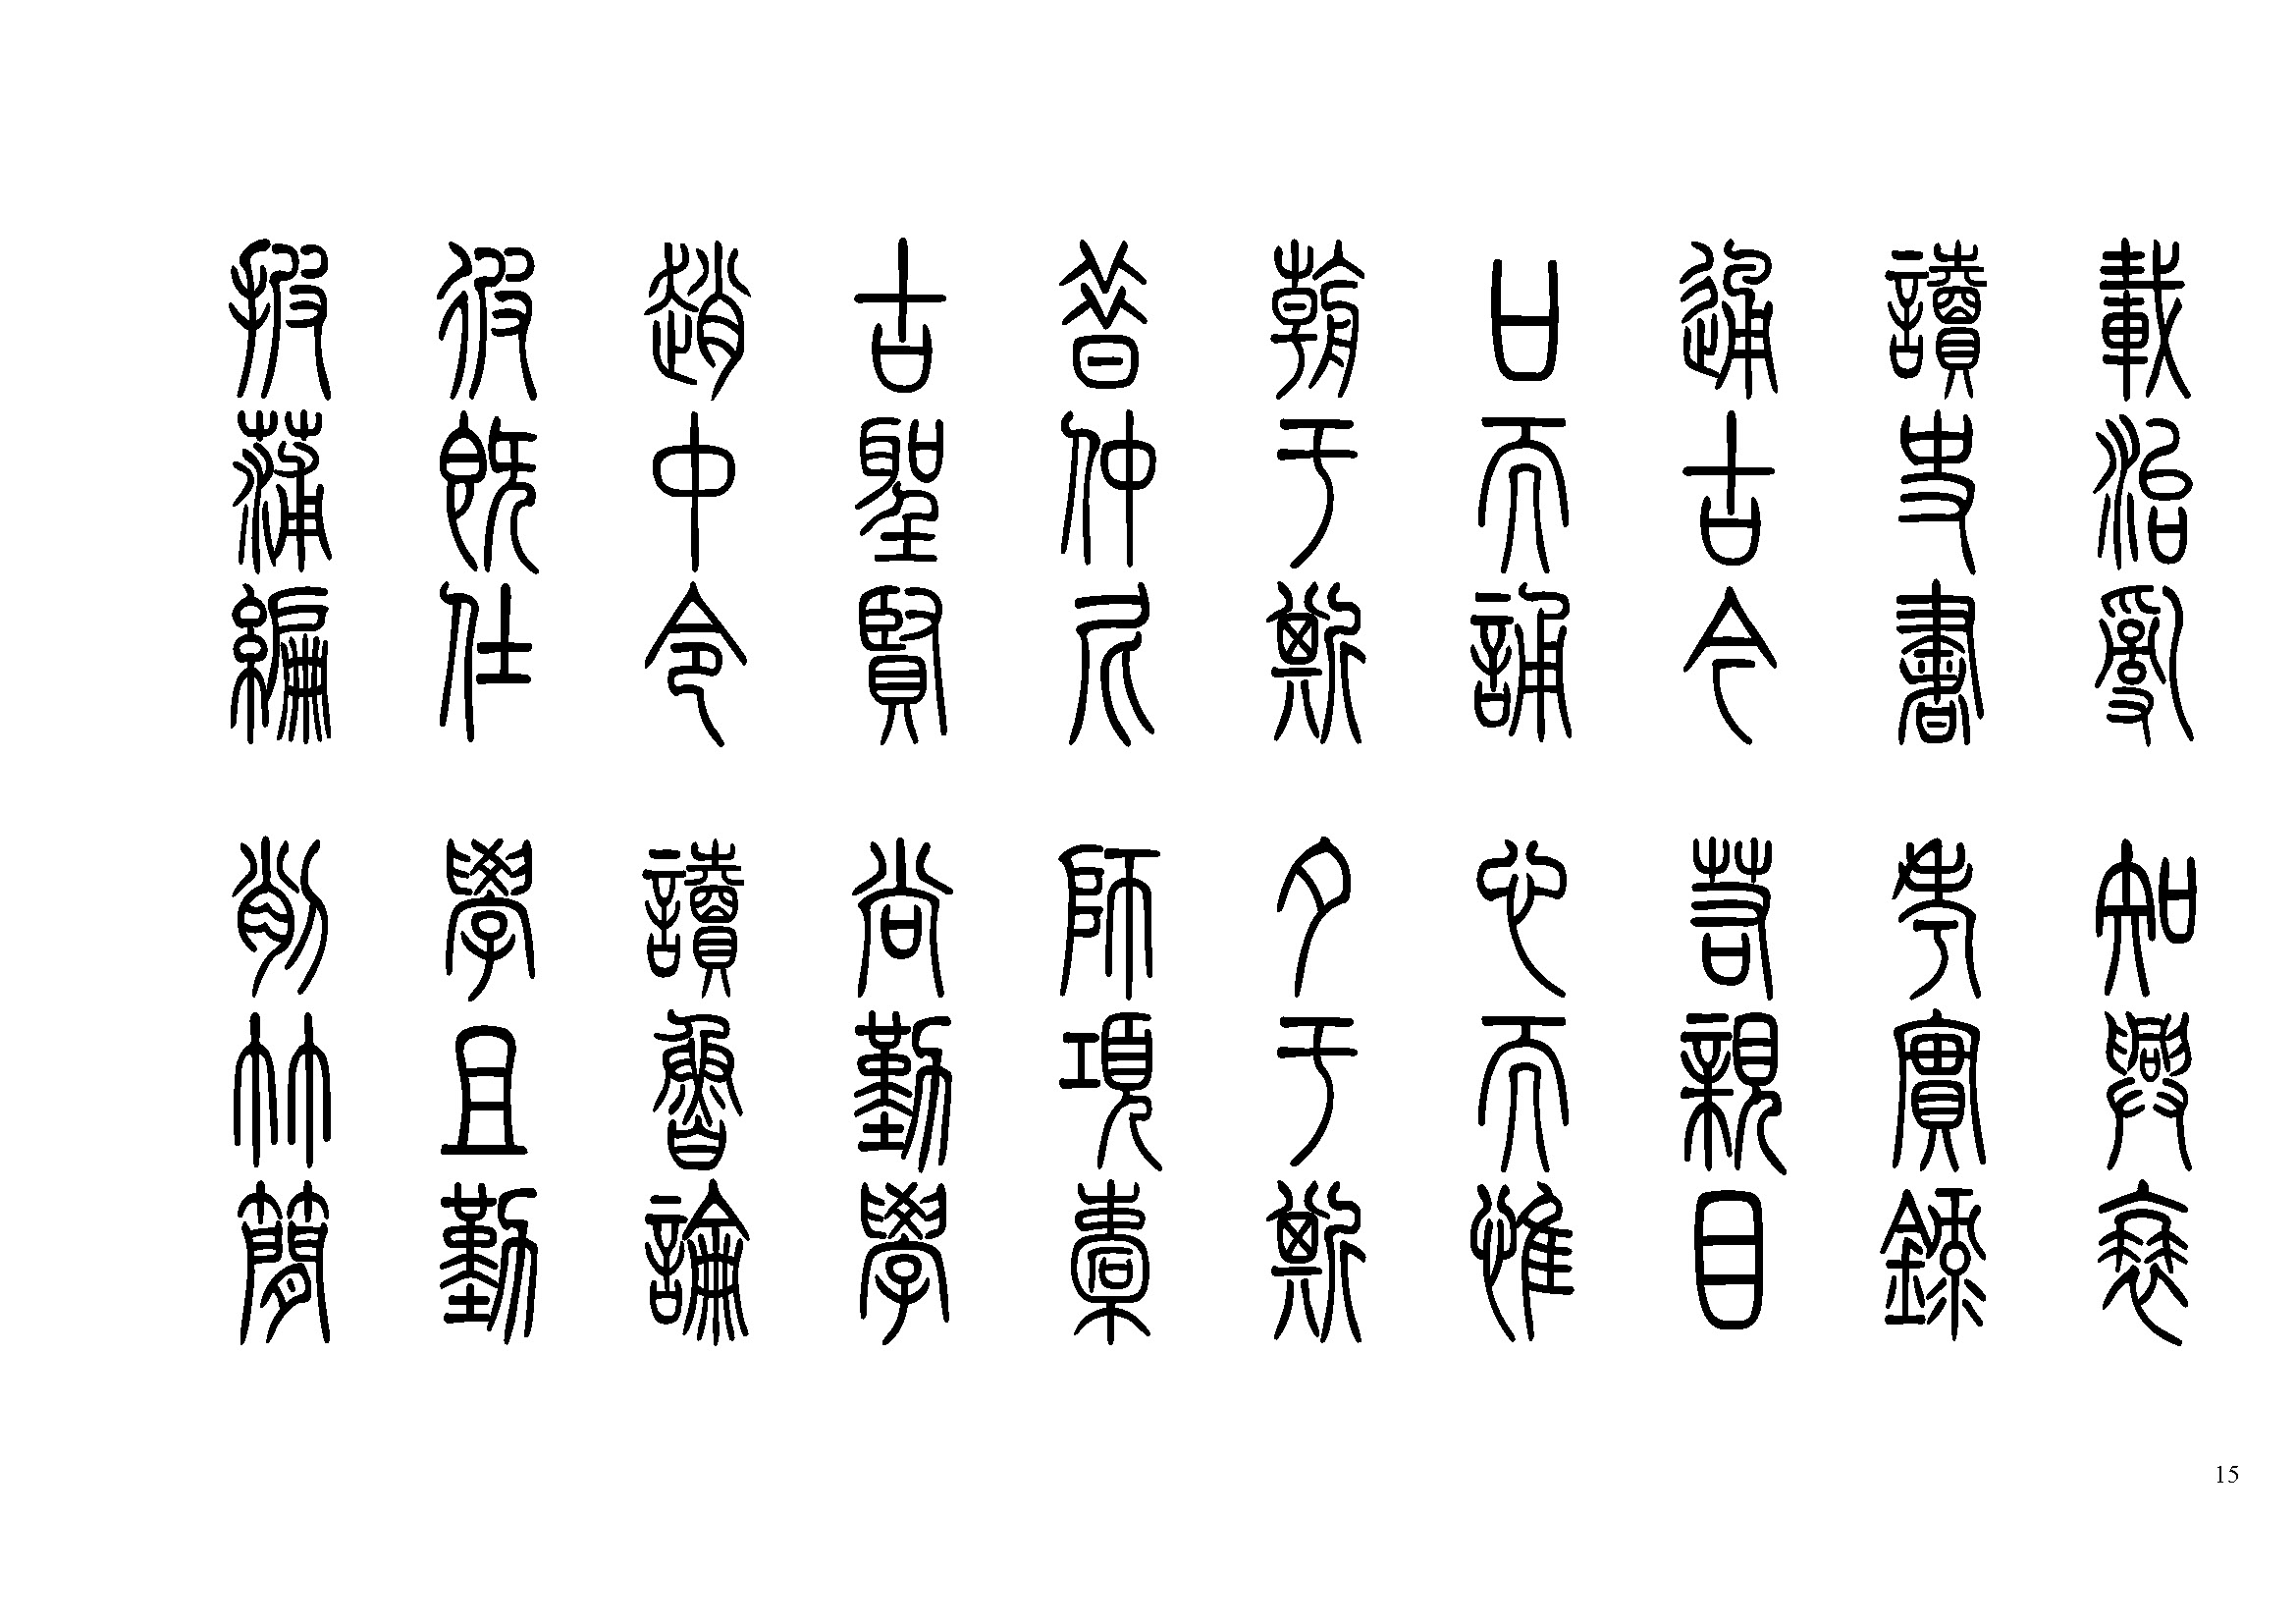 載治亂 知興衰
讀史書 考實錄
通古今 若親目
口而誦 心而惟
朝于斯 夕于斯
昔仲尼 師項橐
古聖賢 尚勤學
趙中令 讀魯論
彼既仕 學且勤
披蒲編 削竹簡
15